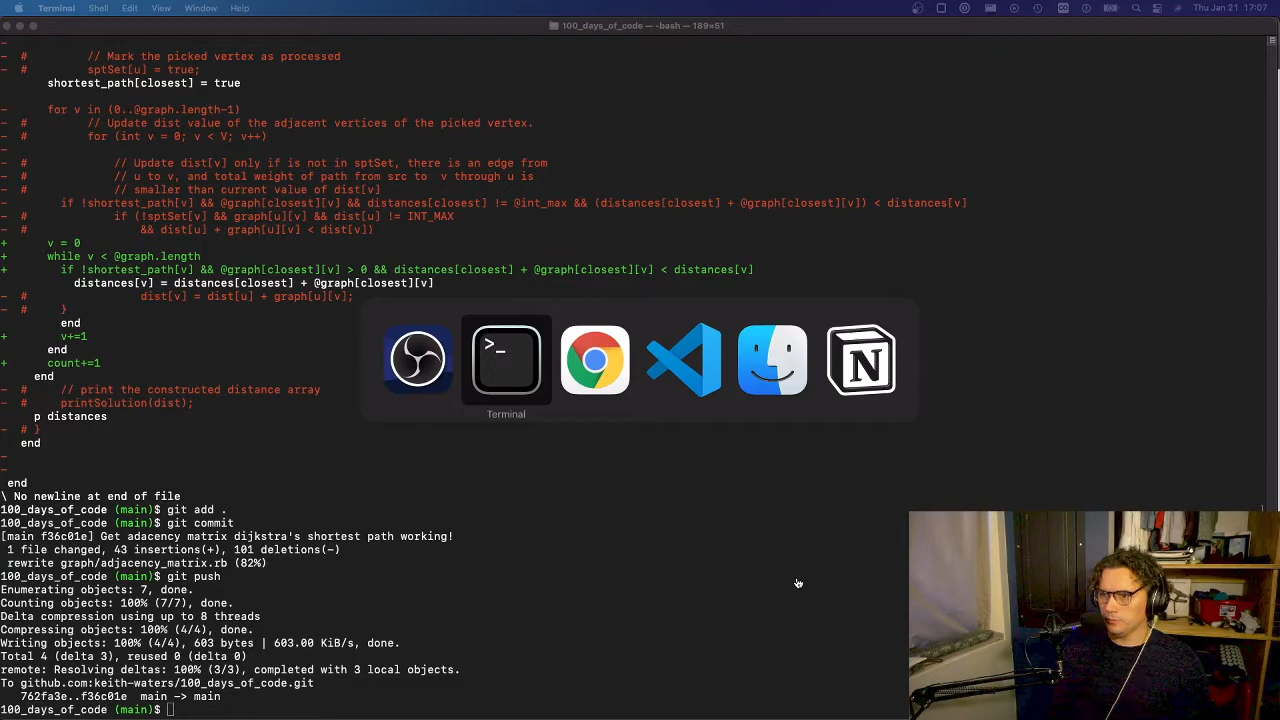 Terminal Shell Edit View Window Help Thu Jan 21 17:07
100_days_of_code — -bash — 189×51
-
- # // Mark the picked vertex as processed
- # sptSet[u] = true;
shortest_path[closest] = true
- for v in (0..@graph.length-1)
- # // Update dist value of the adjacent vertices of the picked vertex.
- # for (int v = 0; v < V; v++)
-
- # // Update dist[v] only if is not in sptSet, there is an edge from
- # // u to v, and total weight of path from src to v through u is
- # // smaller than current value of dist[v]
- if !shortest_path[v] && @graph[closest][v] && distances[closest] != @int_max && (distances[closest] + @graph[closest][v]) < distances[v]
- # if (!sptSet[v] && graph[u][v] && dist[u] != INT_MAX
- # && dist[u] + graph[u][v] < dist[v])
+ v = 0
+ while v < @graph.length
+ if !shortest_path[v] && @graph[closest][v] > 0 && distances[closest] + @graph[closest][v] < distances[v]
distances[v] = distances[closest] + @graph[closest][v]
- # dist[v] = dist[u] + graph[u][v];
- # }
end
+ v+=1
end
+ count+=1
end
- # // print the constructed distance array
- # printSolution(dist);
p distances
- # }
end
-
-
end
\ No newline at end of file
100_days_of_code (main)$ git add .
100_days_of_code (main)$ git commit
[main f36c01e] Get adacency matrix dijkstra's shortest path working!
1 file changed, 43 insertions(+), 101 deletions(-)
rewrite graph/adjacency_matrix.rb (82%)
100_days_of_code (main)$ git push
Enumerating objects: 7, done.
Counting objects: 100% (7/7), done.
Delta compression using up to 8 threads
Compressing objects: 100% (4/4), done.
Writing objects: 100% (4/4), 603 bytes | 603.00 KiB/s, done.
Total 4 (delta 3), reused 0 (delta 0)
remote: Resolving deltas: 100% (3/3), completed with 3 local objects.
To github.com:keith-waters/100_days_of_code.git
762fa3e..f36c01e main -> main
100_days_of_code (main)$
>_
N
Terminal